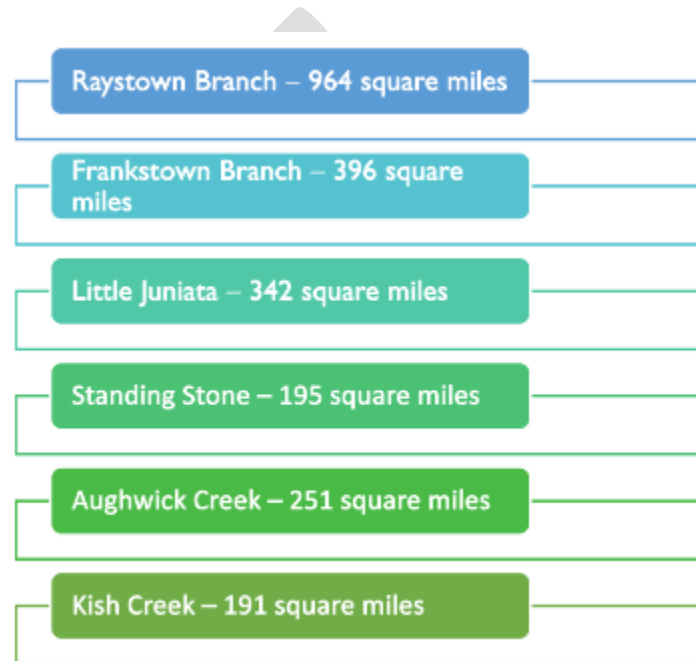 Raystown Branch – 964 square miles
Frankstown Branch – 396 square
miles
Little Juniata – 342 square miles
Standing Stone – 195 square miles
Aughwick Creek – 251 square miles
Kish Creek – 191 square miles